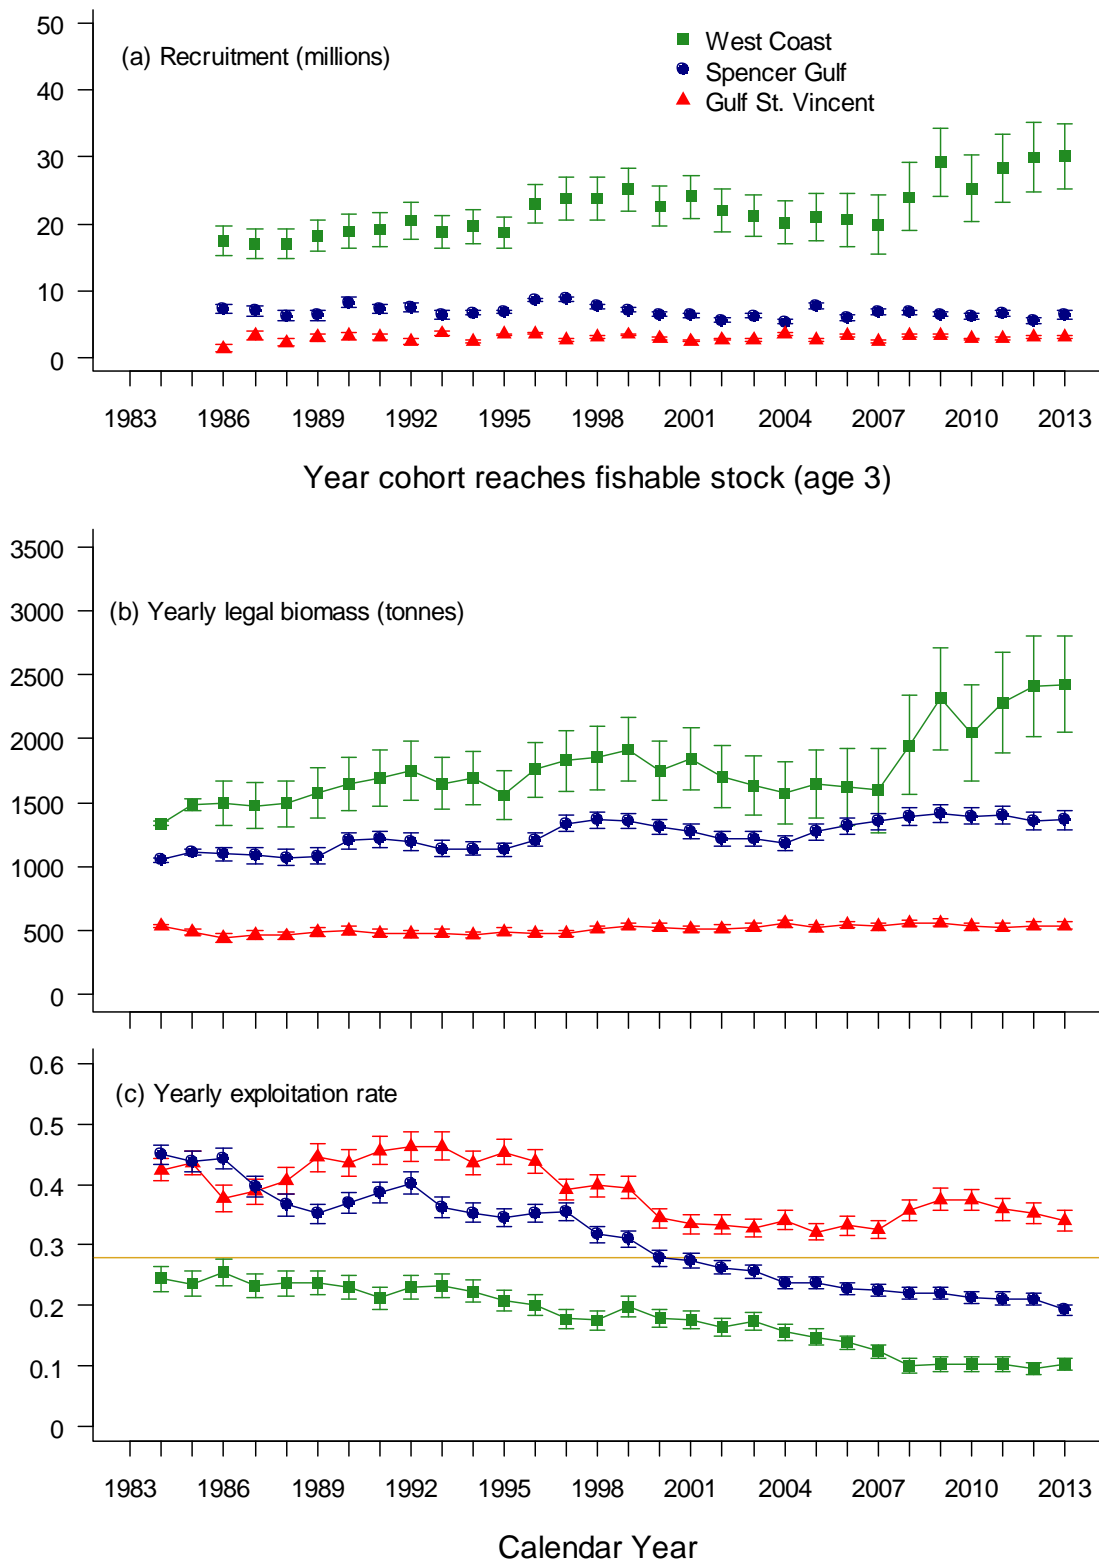 50
(a) Recruitment (millions)
West Coast
Spencer Gulf
Gulf St. Vincent
40
30
20
10
0
1983 1986 1989 1992 1995 1998 2001 2004 2007 2010 2013
Year cohort reaches fishable stock (age 3)
3500
(b) Yearly legal biomass (tonnes)
3000
2500
2000
1500
1000
500
0
0.6
(c) Yearly exploitation rate
0.5
0.4
0.3
0.2
0.1
0
1983 1986 1989 1992 1995 1998 2001 2004 2007 2010 2013
Calendar Year